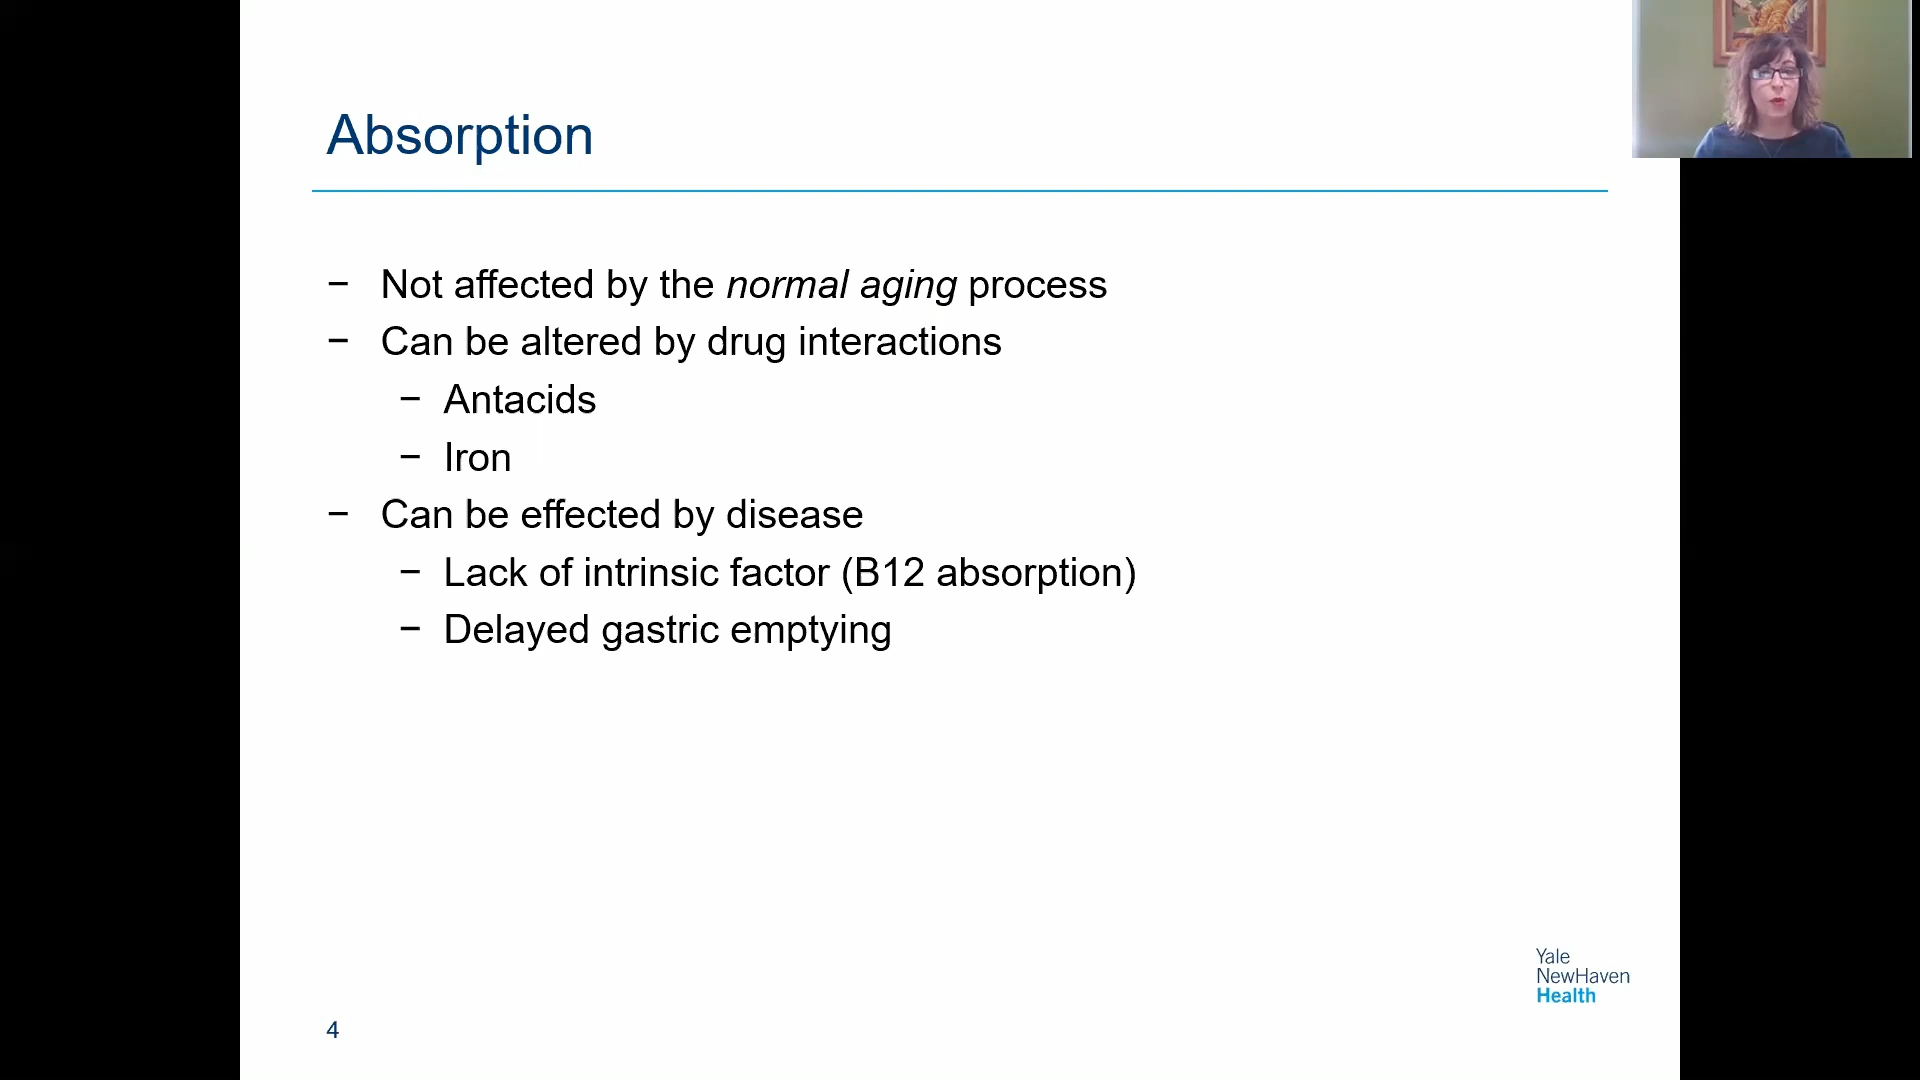 Absorption
− Not affected by the normal aging process
− Can be altered by drug interactions
− Antacids
− Iron
− Can be effected by disease
− Lack of intrinsic factor (B12 absorption)
− Delayed gastric emptying
Yale
NewHaven
Health
4